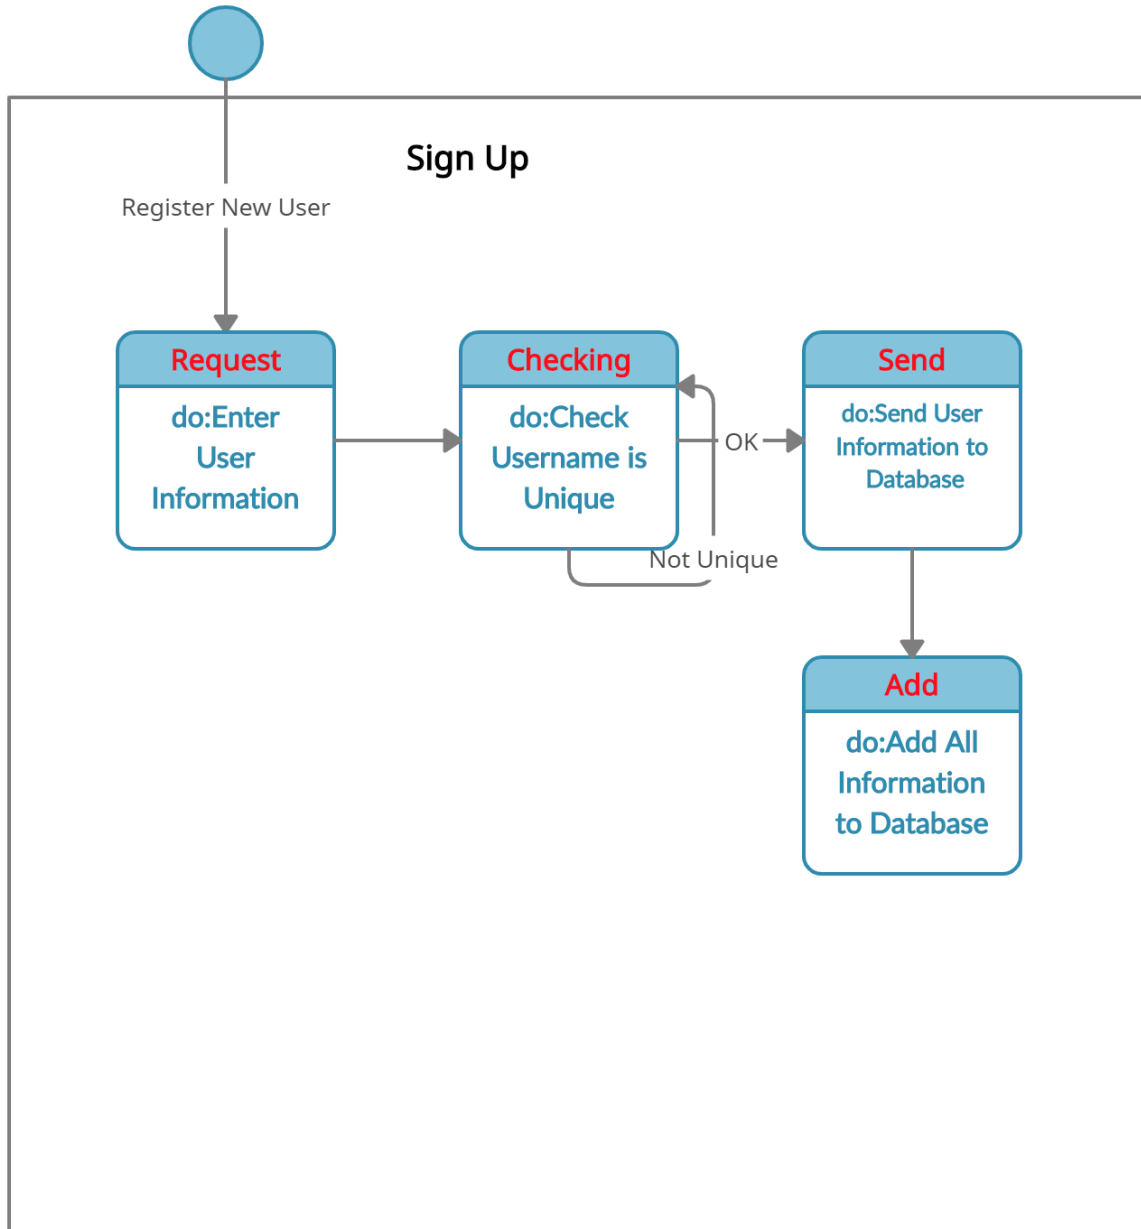 Sign Up
Register New User
Request
do:Enter
User
Information
Checking
do:Check
Username is
Unique
OK
Not Unique
Send
do:Send User
Information to
Database
Add
do:Add All
Information
to Database